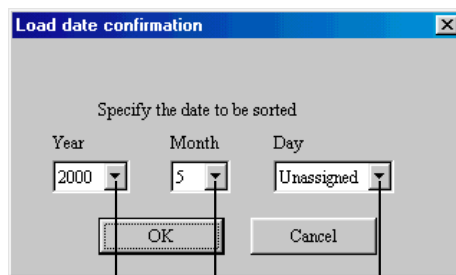 Load date confirmation
Specify the date to be sorted
Year Month Day
2000 5 Unassigned
OK Cancel